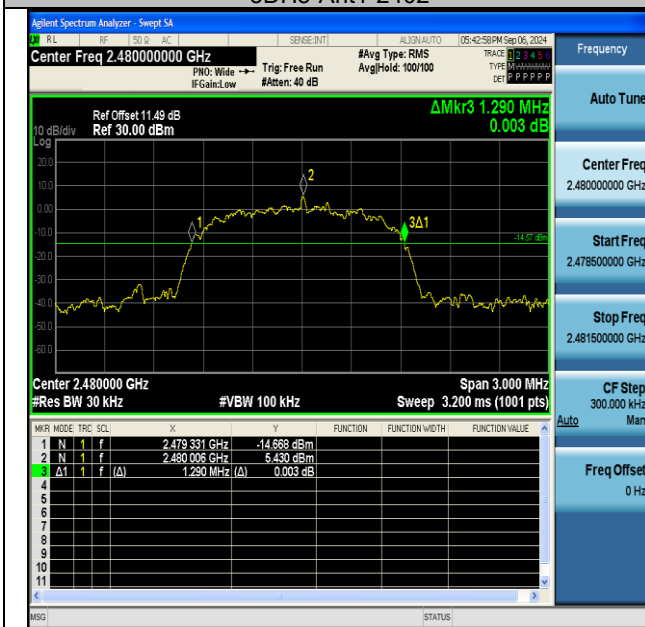 Agilent Spectrum Analyzer - Swept SA
RL RF 50 Ω AC SENSE:INT ALIGN AUTO 05:42:58 PM Sep 06, 2024
Center Freq 2.480000000 GHz
PNO: Wide
IFGain:Low
Trig: Free Run
#Atten: 40 dB
#Avg Type: RMS
Avg|Hold: 100/100
TRACE 1 2 3 4 5 6
TYPE
DET P P P P P P
Ref Offset 11.49 dB
10 dB/div Ref 30.00 dBm
Log
ΔMkr3 1.290 MHz
0.003 dB
20.0
10.0
0.00
-10.0
-20.0
-30.0
-40.0
-50.0
-60.0
1
2
3Δ1
-14.57 dBm
Center 2.480000 GHz Span 3.000 MHz
#Res BW 30 kHz #VBW 100 kHz Sweep 3.200 ms (1001 pts)
MKR MODE TRC SCL X Y FUNCTION FUNCTION WIDTH FUNCTION VALUE
1 N 1 f 2.479 331 GHz -14.668 dBm
2 N 1 f 2.480 006 GHz 5.430 dBm
3 Δ1 1 f (Δ) 1.290 MHz (Δ) 0.003 dB
4
5
6
7
8
9
10
11
MSG STATUS
Frequency
Auto Tune
Center Freq
2.480000000 GHz
Start Freq
2.478500000 GHz
Stop Freq
2.481500000 GHz
CF Step
300.000 kHz
Auto Man
Freq Offset
0 Hz